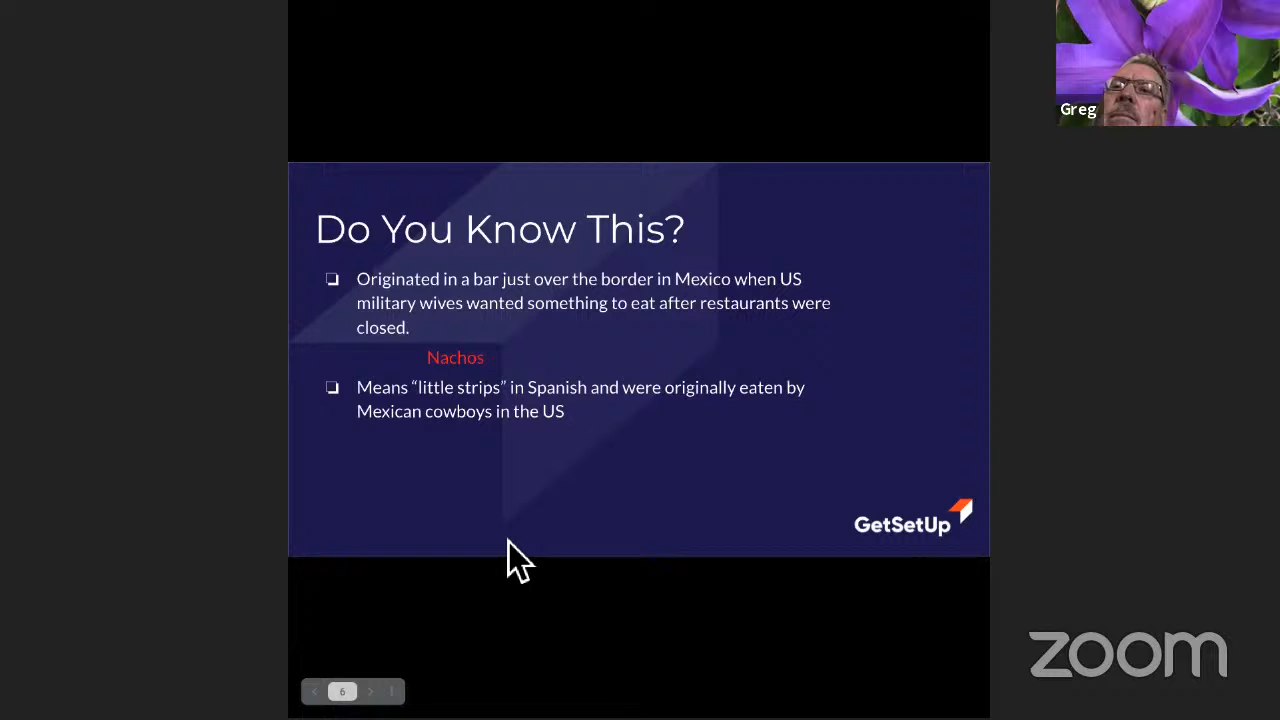 Greg
Do You Know This?
Originated in a bar just over the border in Mexico when US
military wives wanted something to eat after restaurants were
closed.
Nachos
Means “little strips” in Spanish and were originally eaten by
Mexican cowboys in the US
GetSetUp
zoom
6